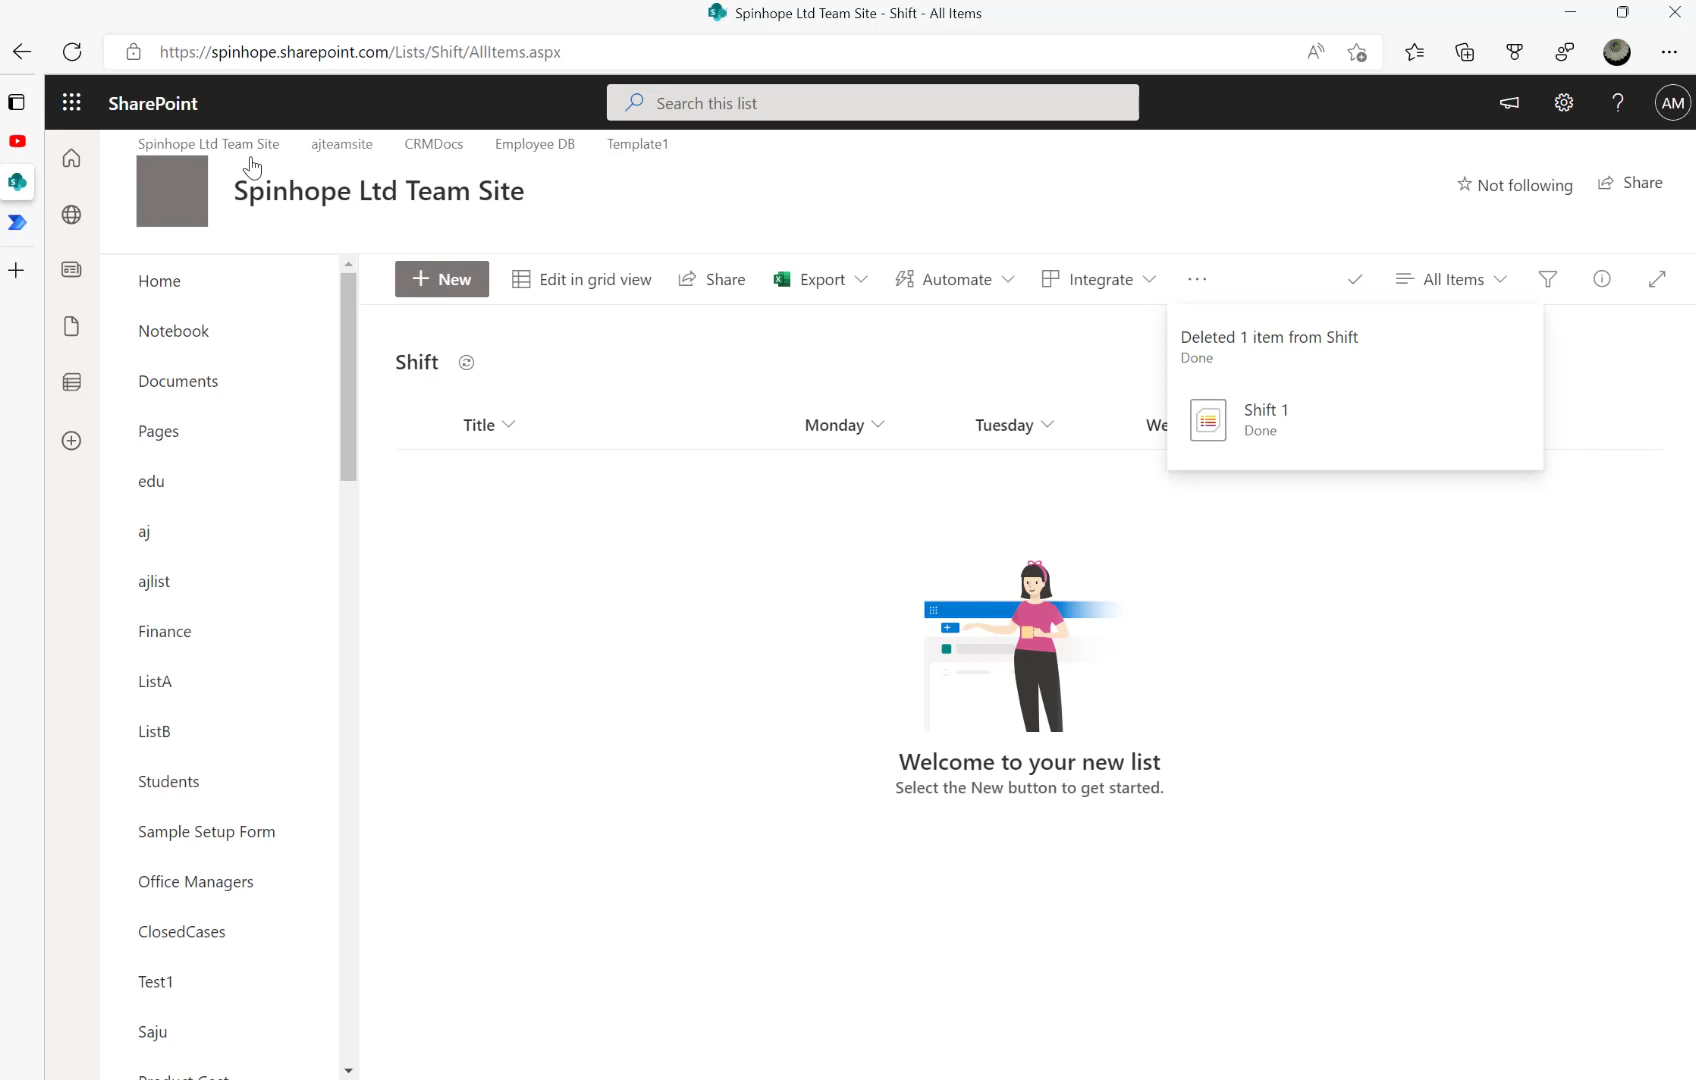 Spinhope Ltd Team Site - Shift - All Items
https://spinhope.sharepoint.com/Lists/Shift/AllItems.aspx
SharePoint
Search this list
AM
Spinhope Ltd Team Site ajteamsite CRMDocs Employee DB Template1
Spinhope Ltd Team Site
Not following Share
Home
Notebook
Documents
Pages
edu
aj
ajlist
Finance
ListA
ListB
Students
Sample Setup Form
Office Managers
ClosedCases
Test1
Saju
New Edit in grid view Share Export Automate Integrate All Items
Shift
Title Monday Tuesday We
Deleted 1 item from Shift
Done
Shift 1
Done
Welcome to your new list
Select the New button to get started.